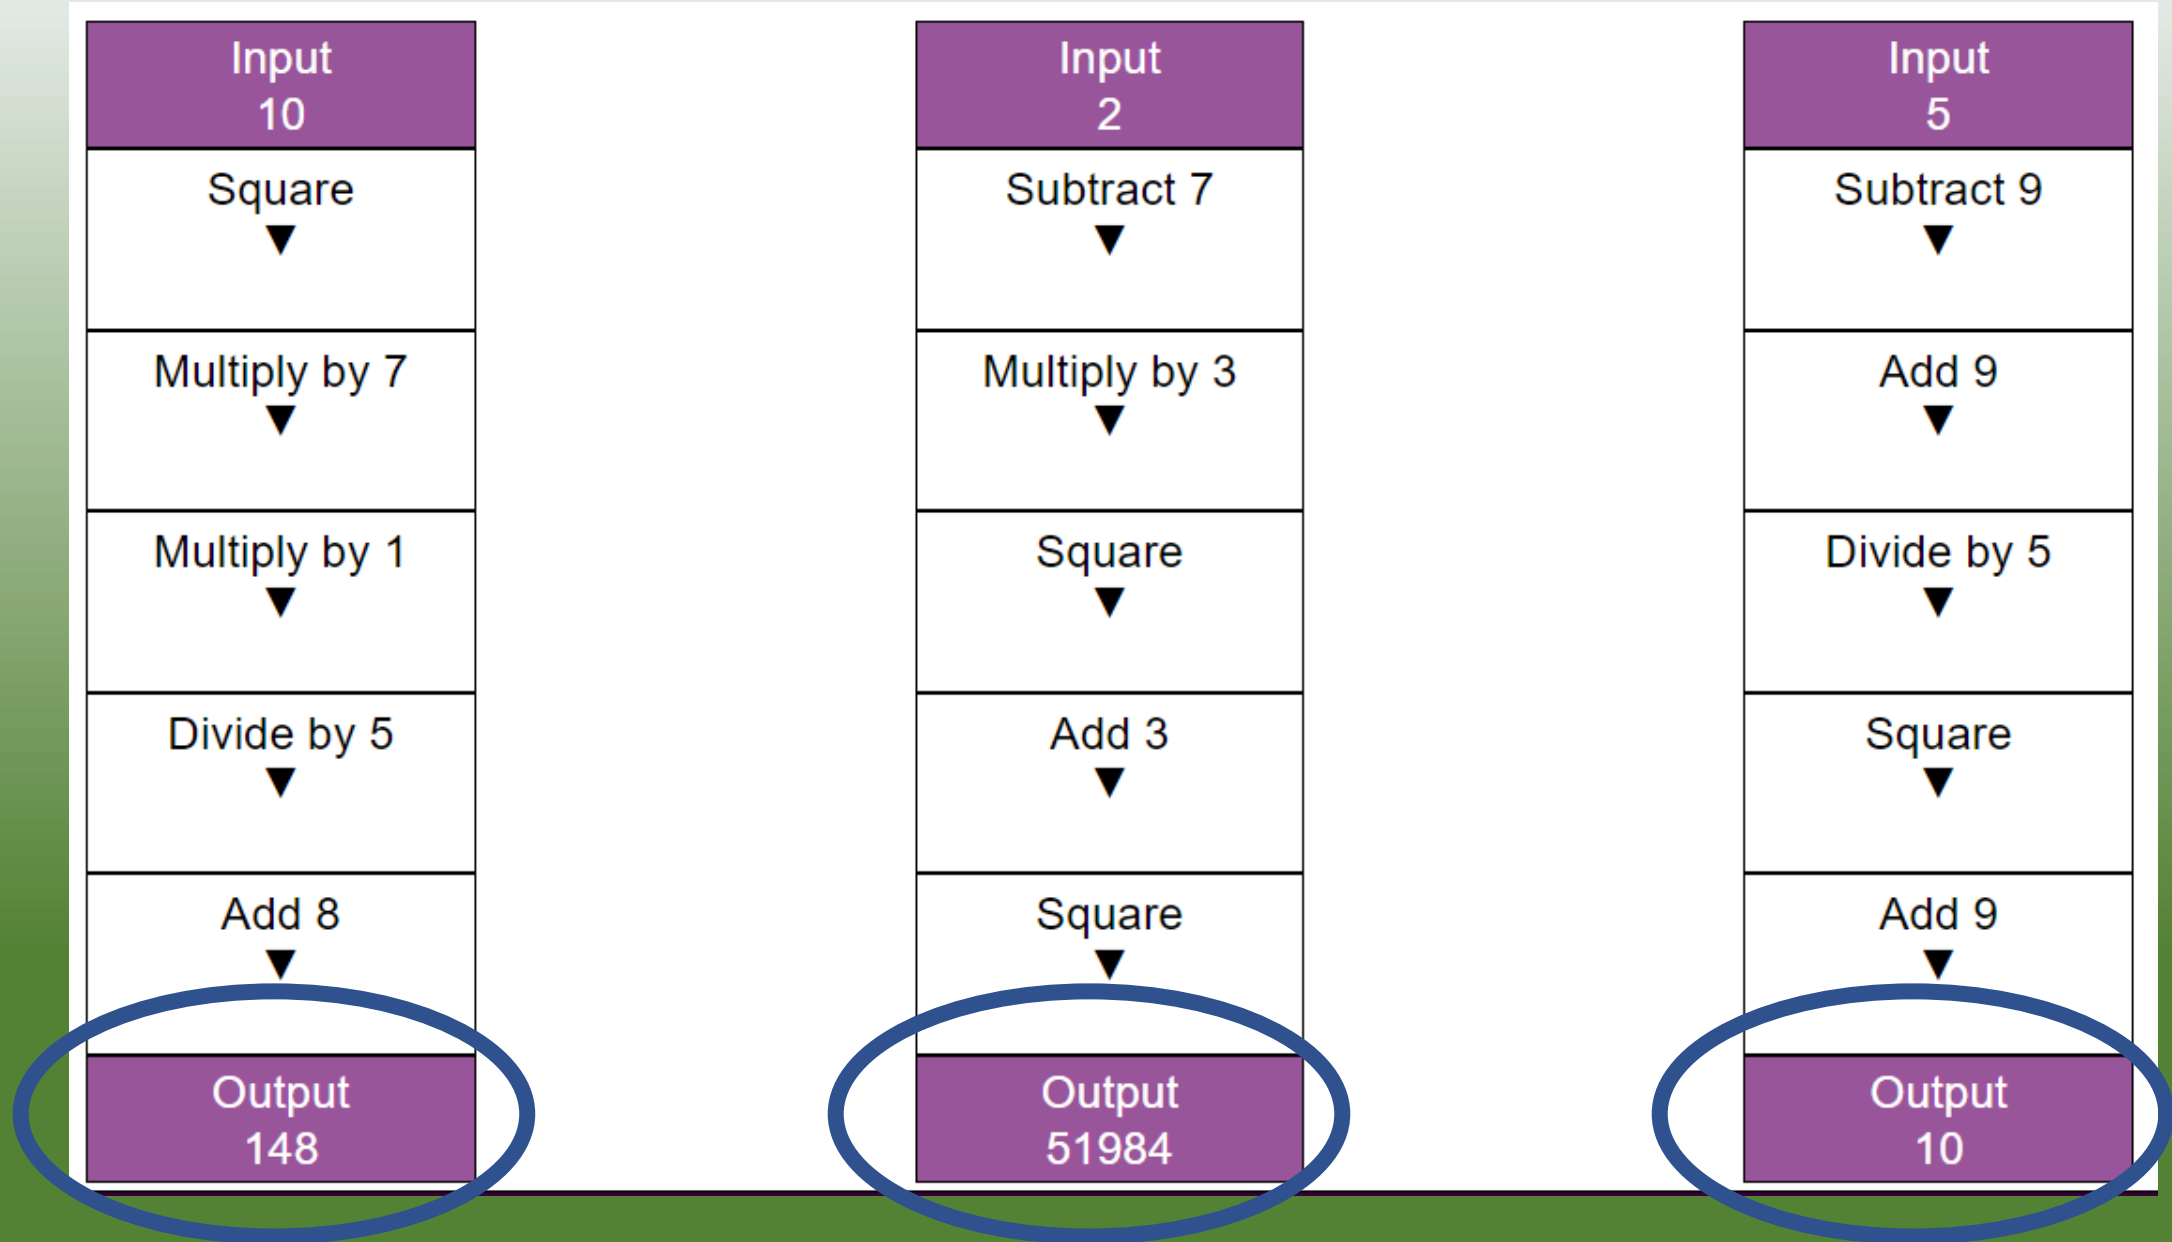 Input
10
Square
▼
Multiply by 7
▼
Multiply by 1
▼
Divide by 5
▼
Add 8
▼
Output
148
Input
2
Subtract 7
▼
Multiply by 3
▼
Square
▼
Add 3
▼
Square
▼
Output
51984
Input
5
Subtract 9
▼
Add 9
▼
Divide by 5
▼
Square
▼
Add 9
▼
Output
10